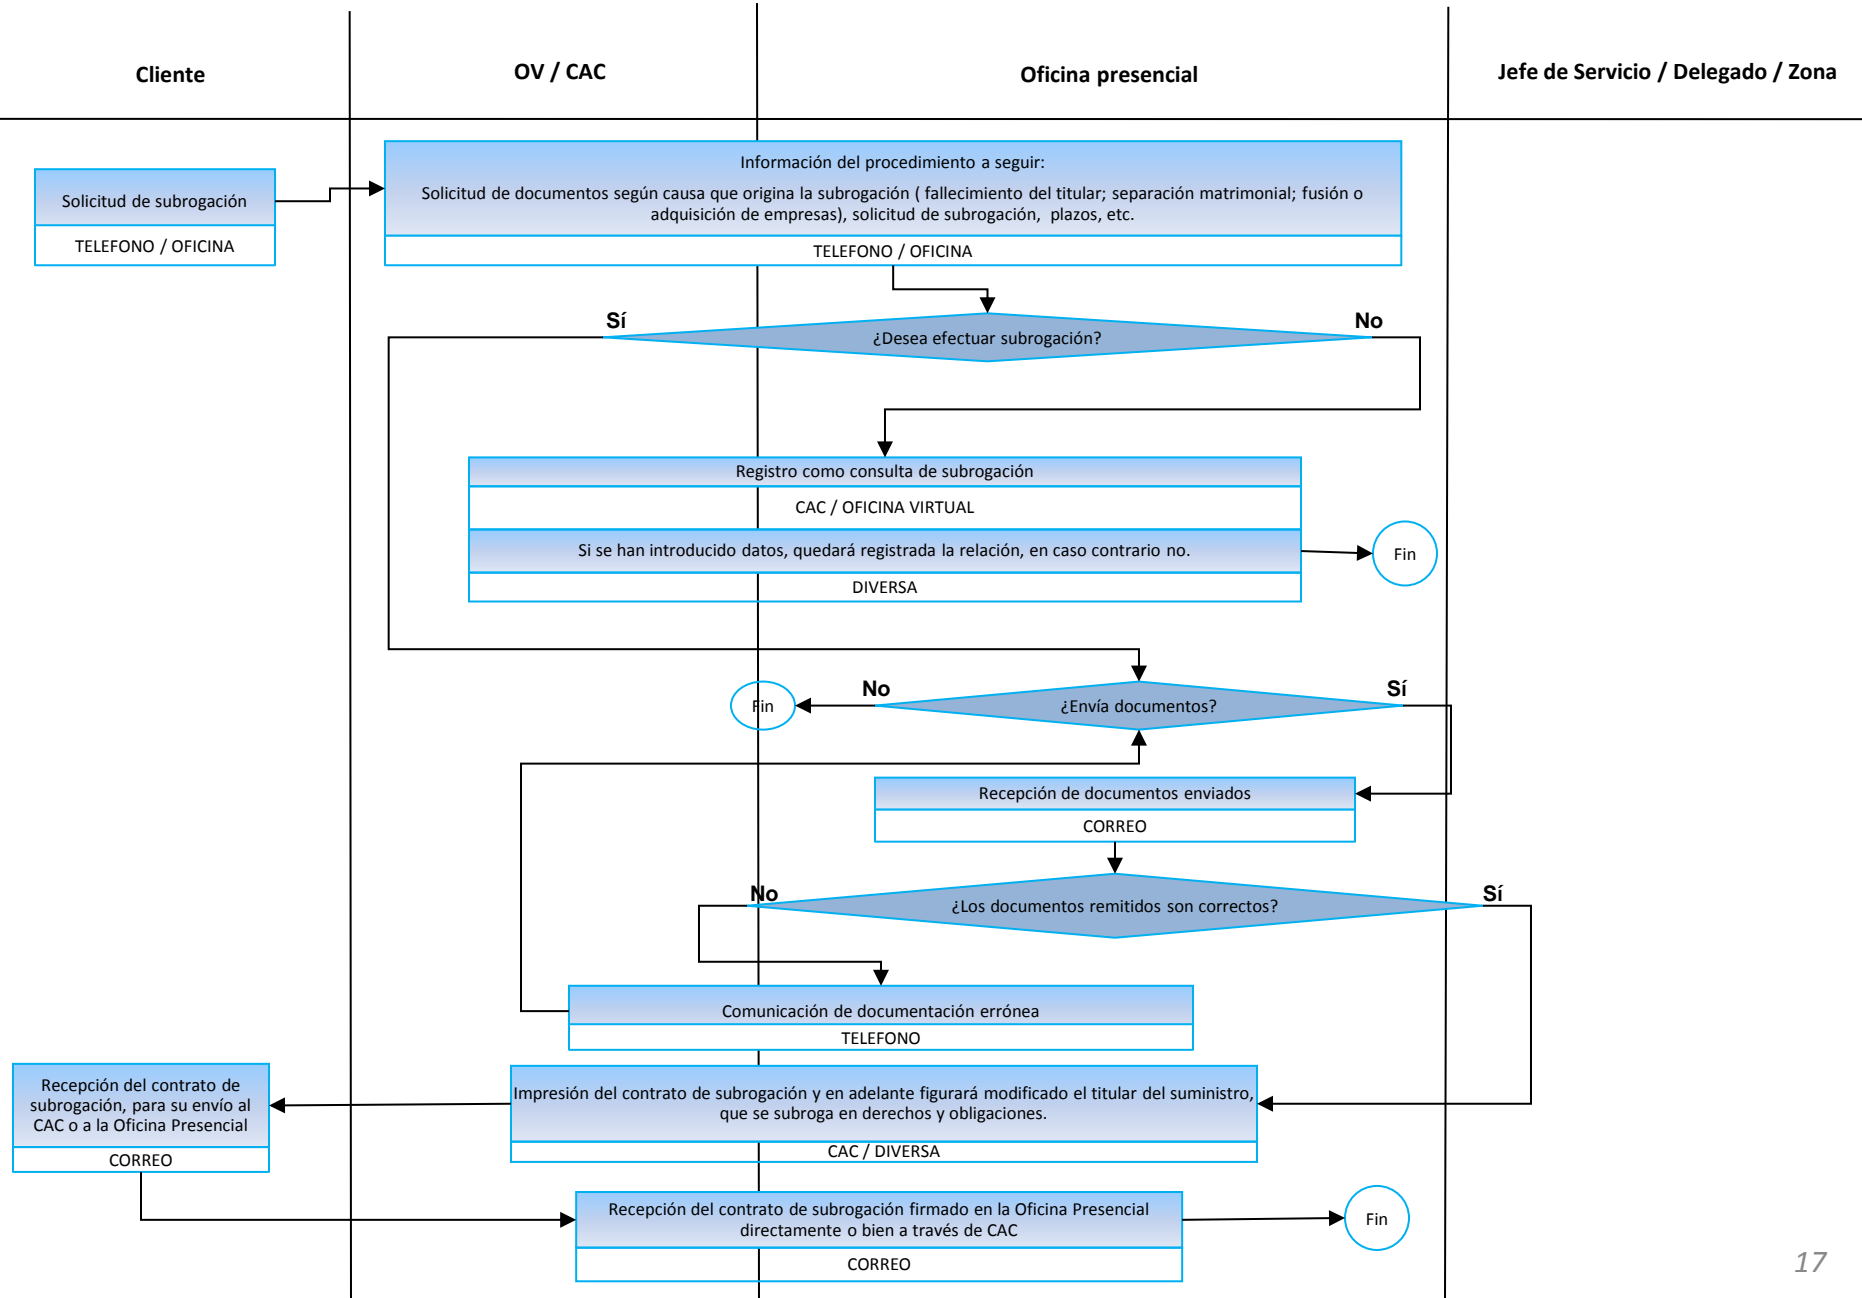 Cliente
OV / CAC
Oficina presencial
Jefe de Servicio / Delegado / Zona
Solicitud de subrogación
TELEFONO / OFICINA
Información del procedimiento a seguir:
Solicitud de documentos según causa que origina la subrogación ( fallecimiento del titular; separación matrimonial; fusión o
adquisición de empresas), solicitud de subrogación, plazos, etc.
TELEFONO / OFICINA
Sí
¿Desea efectuar subrogación?
No
Registro como consulta de subrogación
CAC / OFICINA VIRTUAL
Si se han introducido datos, quedará registrada la relación, en caso contrario no.
DIVERSA
Fin
Fin
No
¿Envía documentos?
Sí
Recepción de documentos enviados
CORREO
No
¿Los documentos remitidos son correctos?
Sí
Comunicación de documentación errónea
TELEFONO
Recepción del contrato de
subrogación, para su envío al
CAC o a la Oficina Presencial
CORREO
Impresión del contrato de subrogación y en adelante figurará modificado el titular del suministro,
que se subroga en derechos y obligaciones.
CAC / DIVERSA
Recepción del contrato de subrogación firmado en la Oficina Presencial
directamente o bien a través de CAC
CORREO
Fin
17